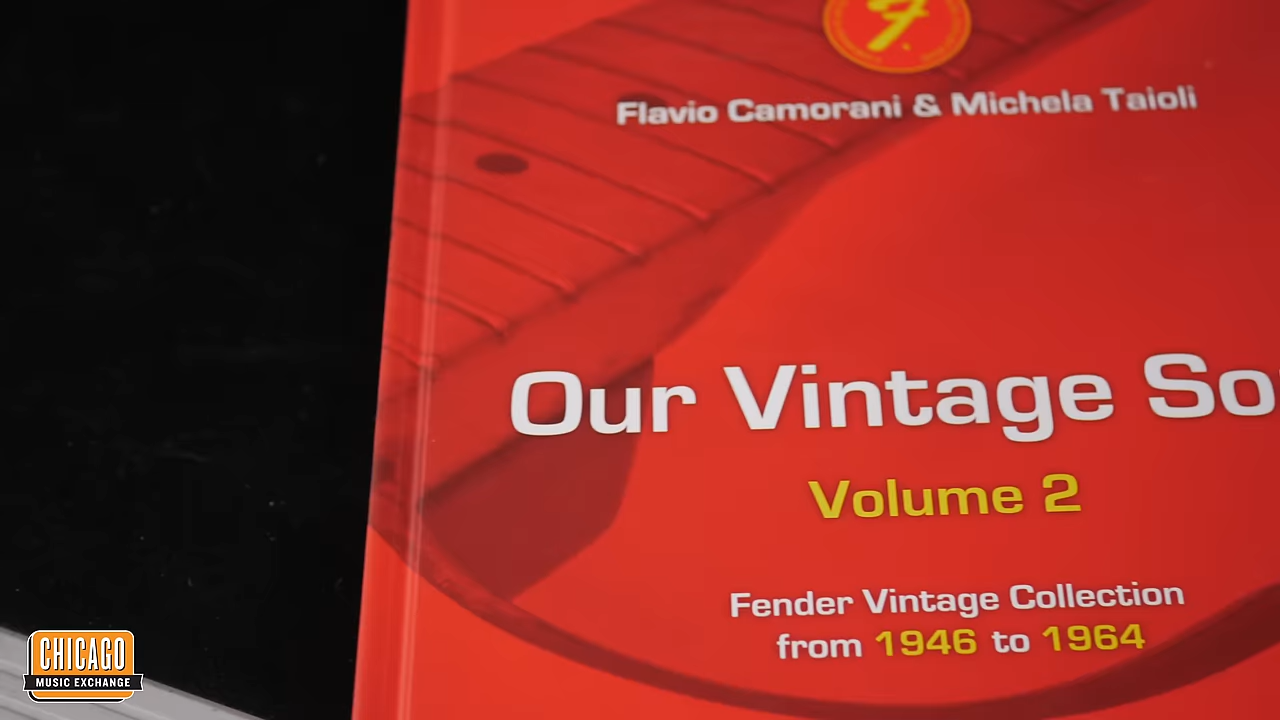 Flavio Camorani & Michela Taioli
Our Vintage So
Volume 2
Fender Vintage Collection
from 1946 to 1964
CHICAGO
MUSIC EXCHANGE